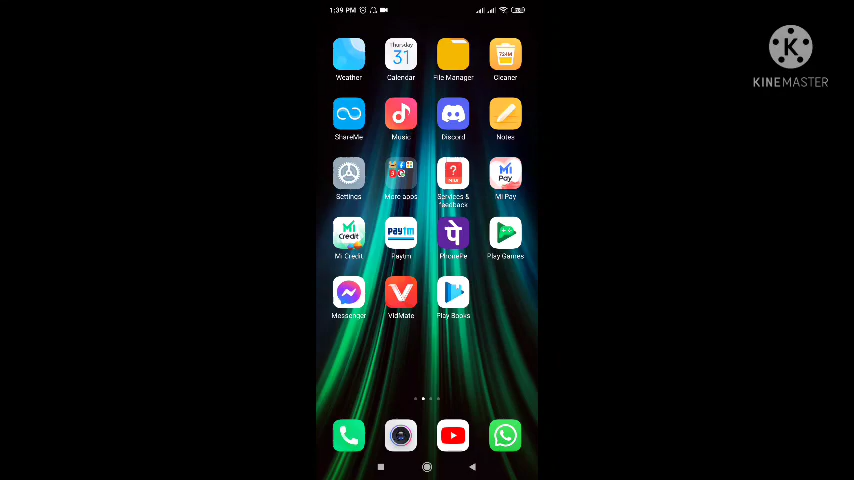 1:39 PM
Thursday
31
724M
Weather
Calendar
File Manager
Cleaner
ShareMe
Music
Discord
Notes
?
Mi Pay
Settings
More apps
Services &
feedback
Mi Pay
Mi
Credit
paytm
पे
Mi Credit
Paytm
PhonePe
Play Games
Messenger
VidMate
Play Books
K
KINEMASTER